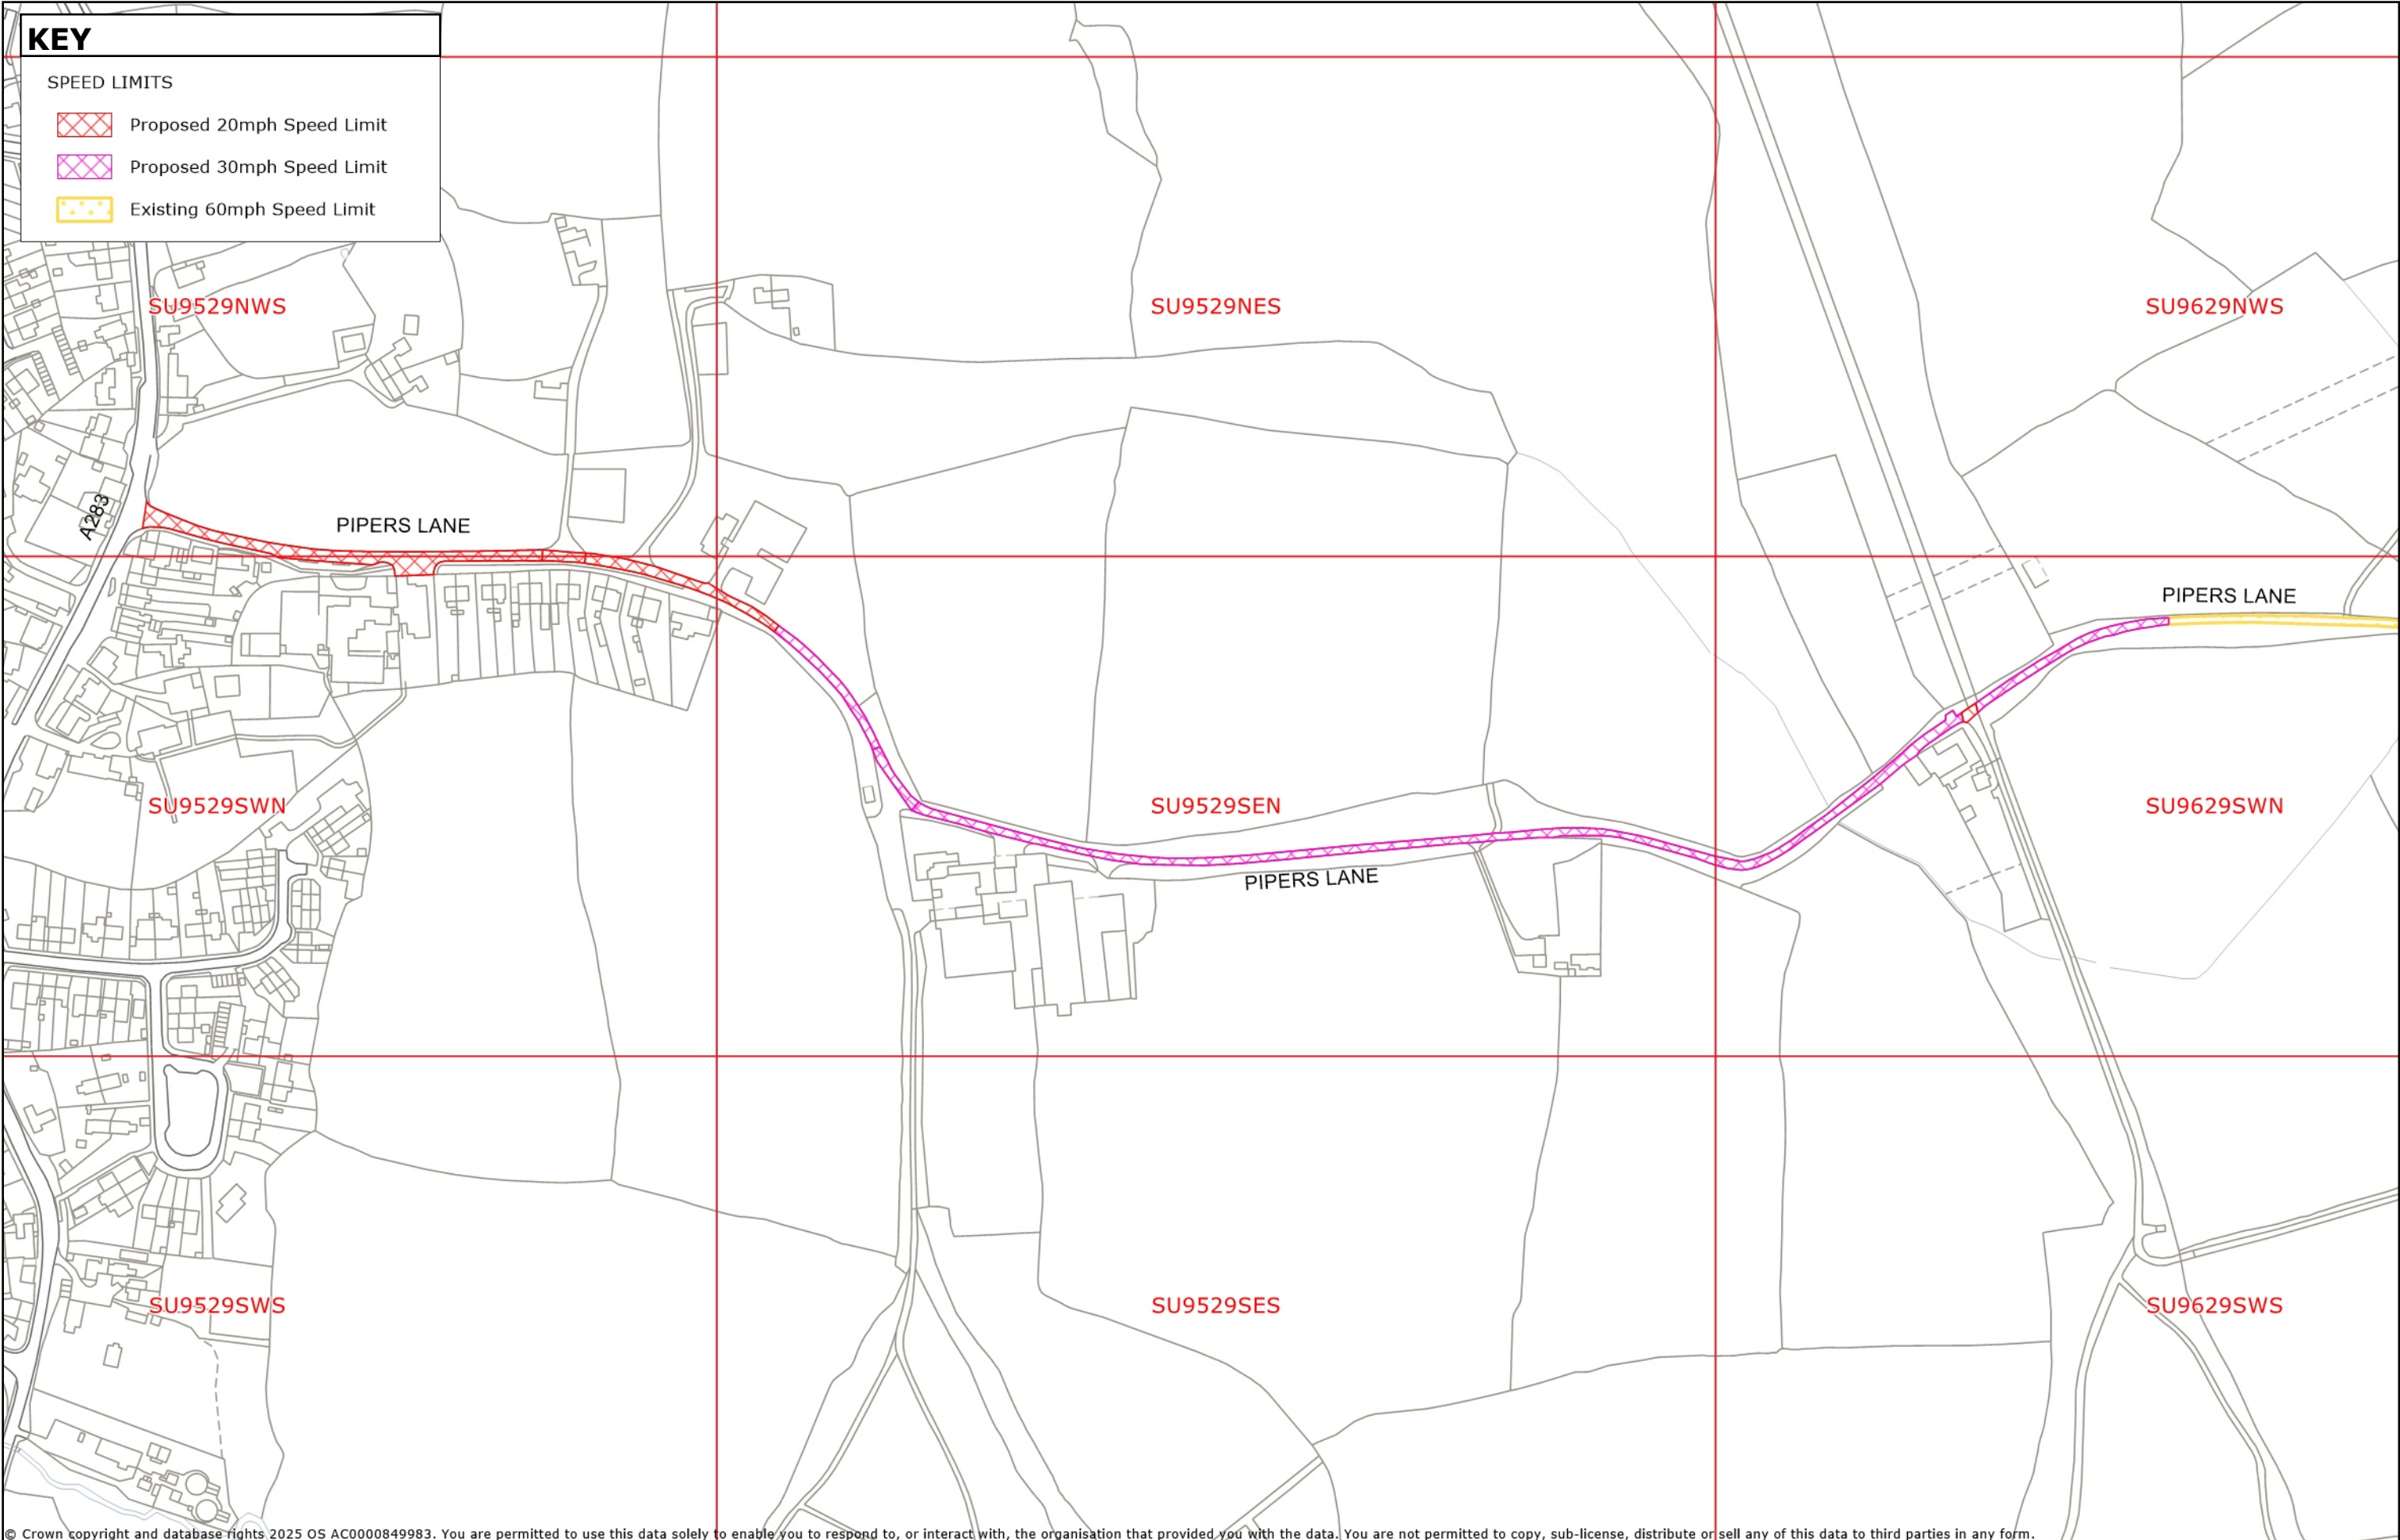 KEY
SPEED LIMITS
Proposed 20mph Speed Limit
Proposed 30mph Speed Limit
Existing 60mph Speed Limit
SU9529NWS
SU9529NES
SU9629NWS
A283
PIPERS LANE
PIPERS LANE
SU9529SWN
SU9529SEN
SU9629SWN
PIPERS LANE
SU9529SWS
SU9529SES
SU9629SWS
© Crown copyright and database rights 2025 OS AC0000849983. You are permitted to use this data solely to enable you to respond to, or interact with, the organisation that provided you with the data. You are not permitted to copy, sub-license, distribute or sell any of this data to third parties in any form.